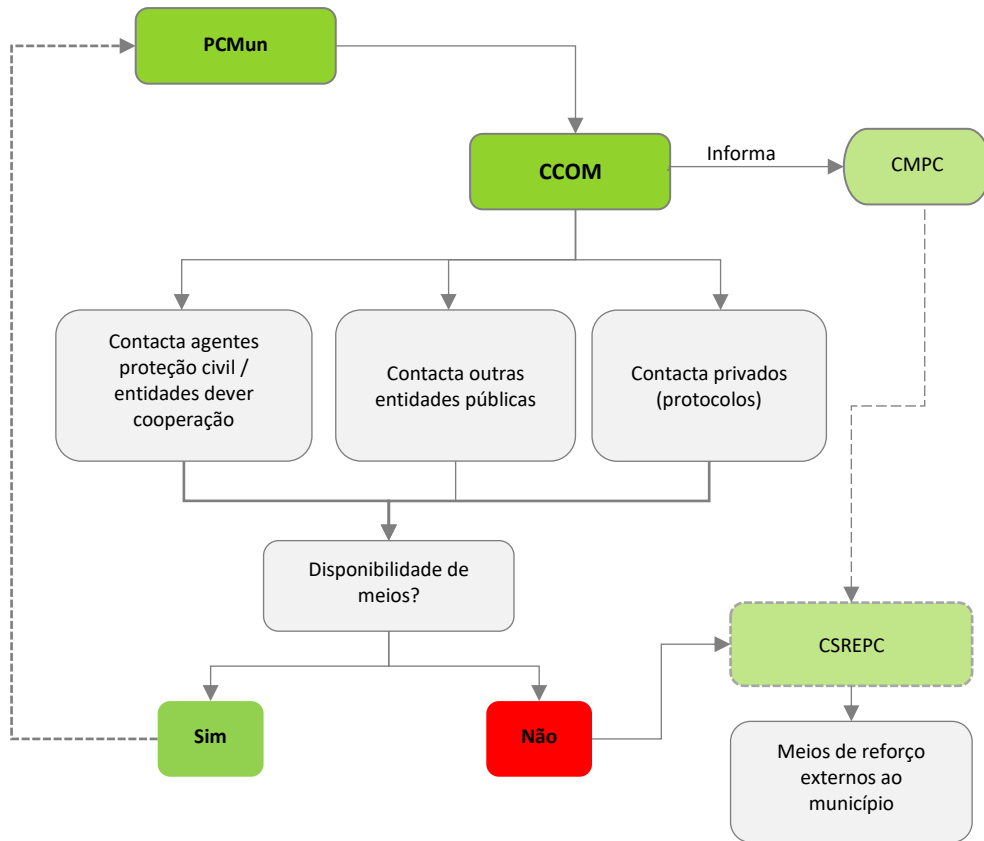 PCMun
CCOM
Informa
CMPC
Contacta agentes
proteção civil /
entidades dever
cooperação
Contacta outras
entidades públicas
Contacta privados
(protocolos)
Disponibilidade de
meios?
CSREPC
Sim
Não
Meios de reforço
externos ao
município